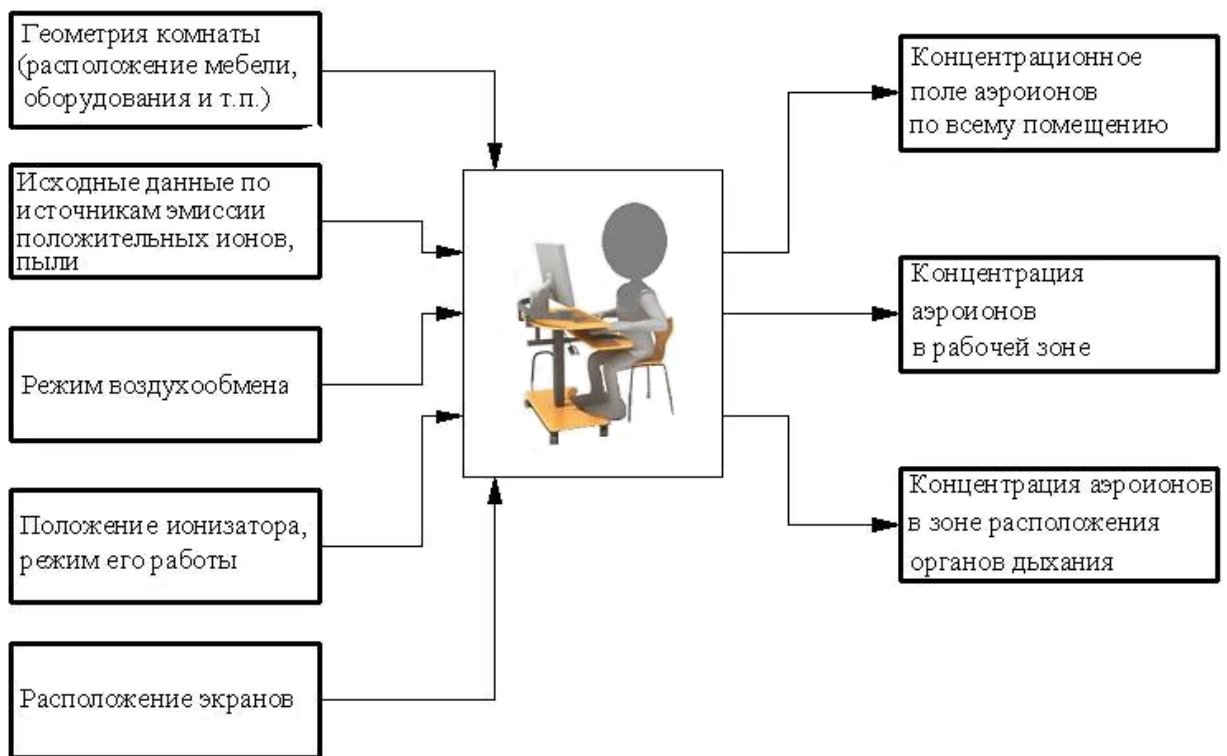 Геометрия комнаты
(расположение мебели,
оборудования и т.п.)
Исходные данные по
источникам эмиссии
положительных ионов,
пыли
Режим воздухообмена
Положение ионизатора,
режим его работы
Расположение экранов
Концентрационное
поле аэроионов
по всему помещению
Концентрация
аэроионов
в рабочей зоне
Концентрация аэроионов
в зоне расположения
органов дыхания